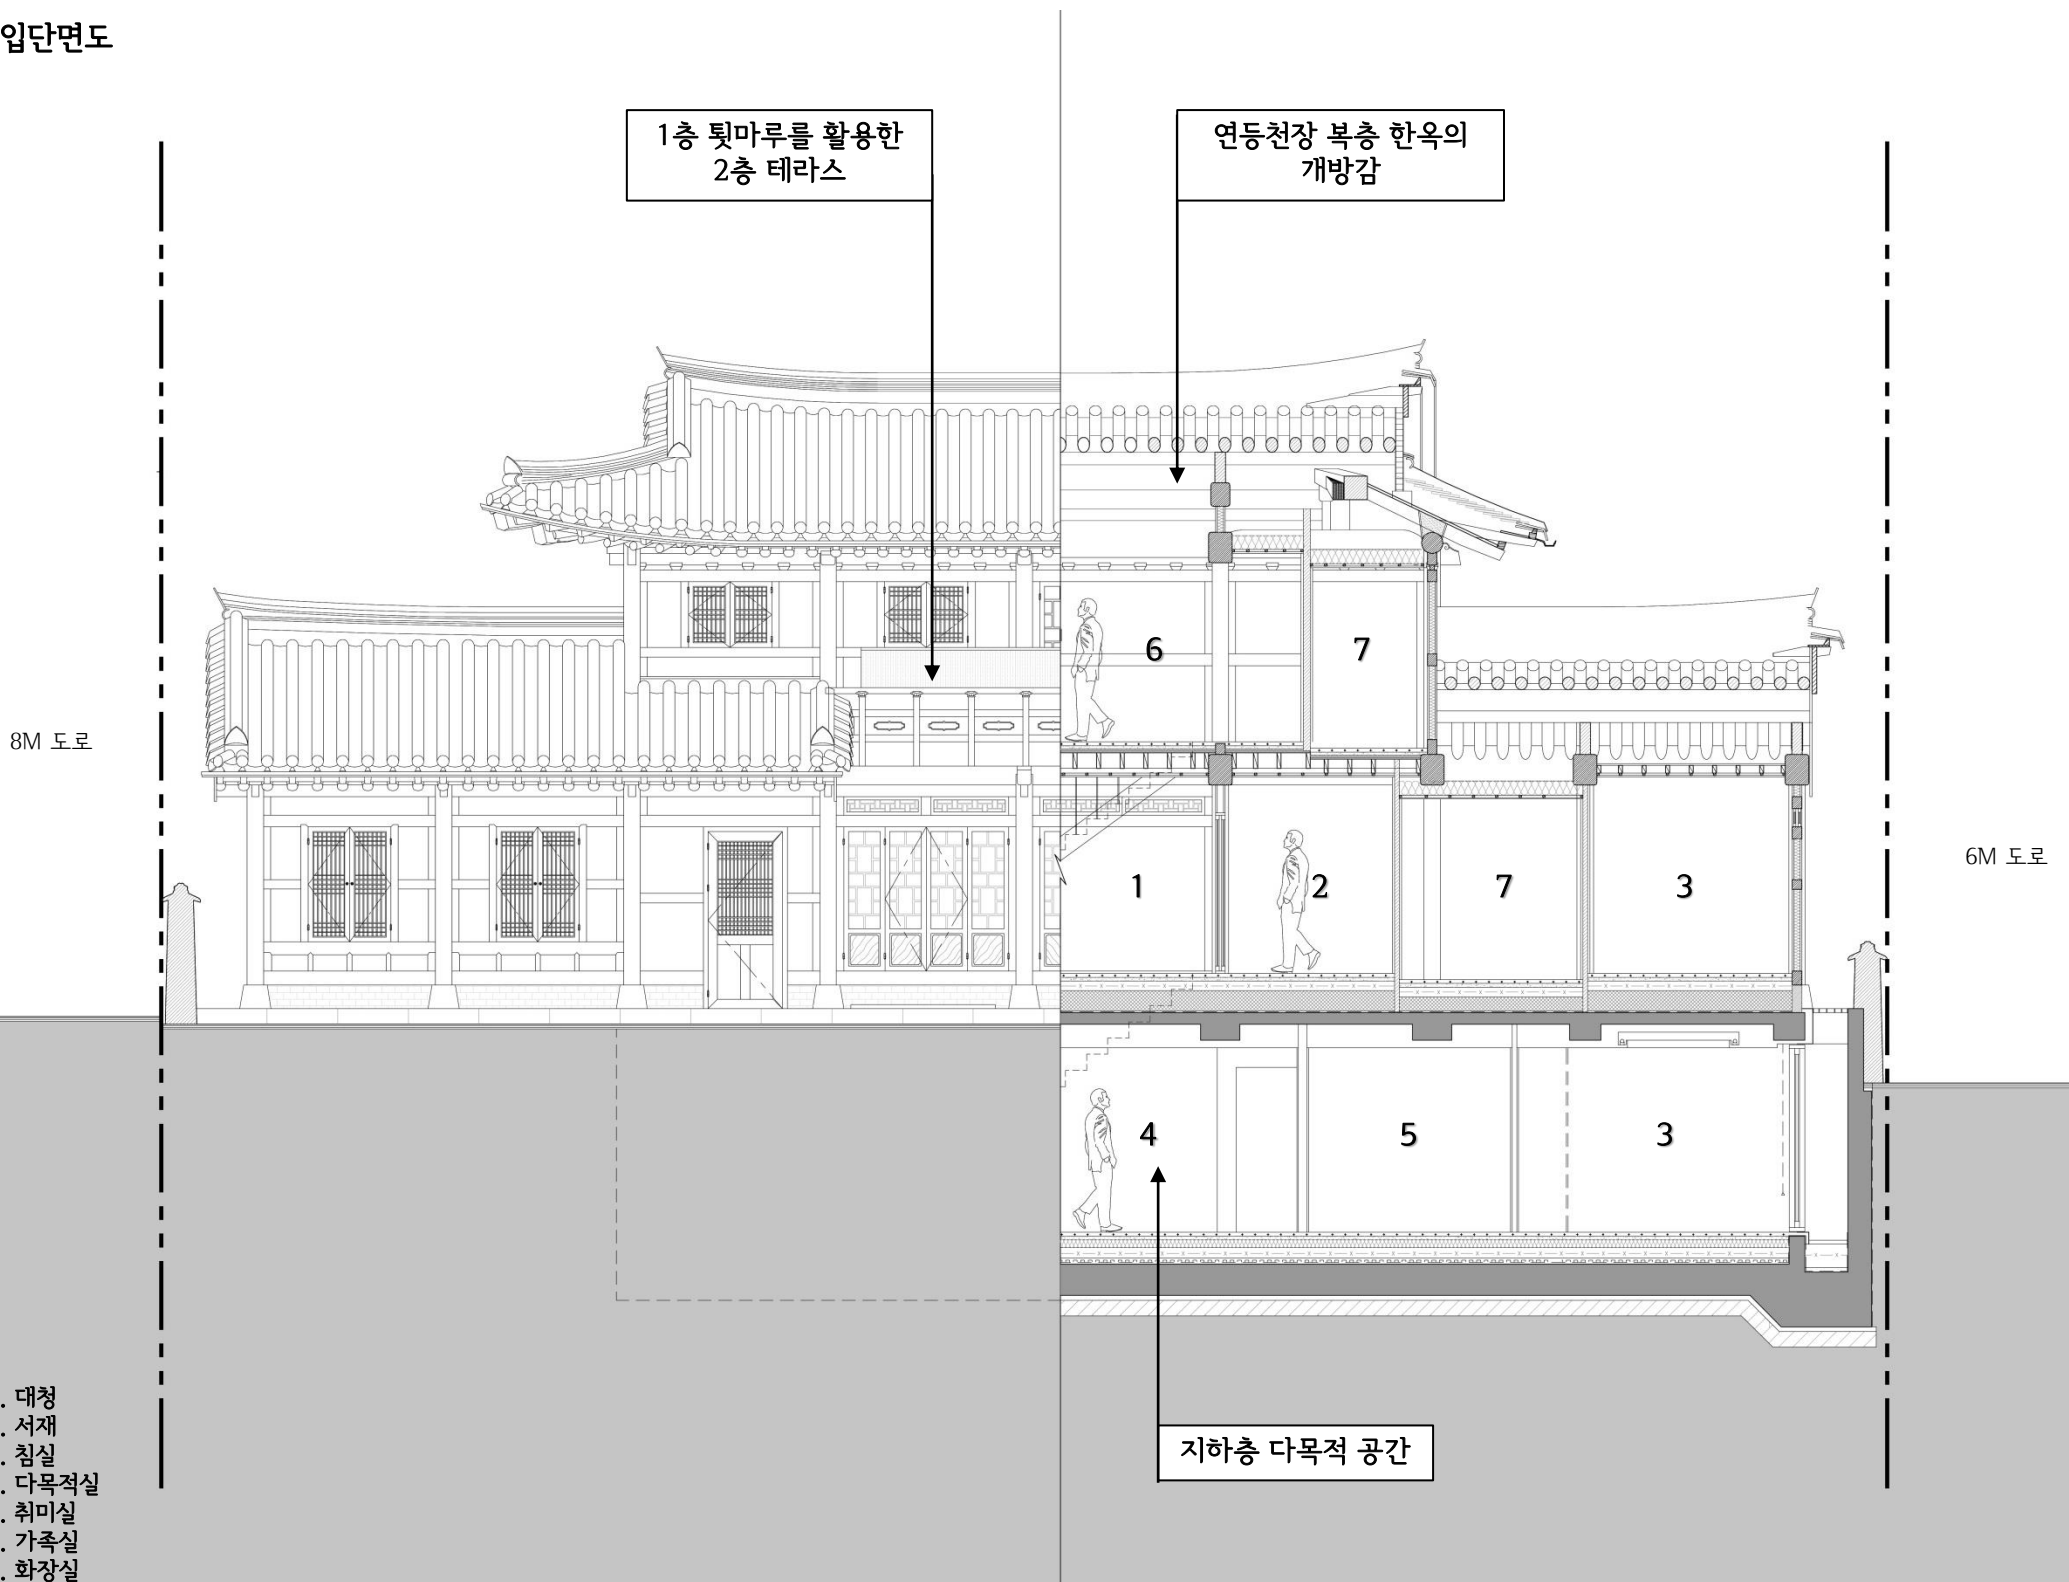 입단면도
1층 툇마루를 활용한
2층 테라스
연등천장 복층 한옥의
개방감
6
7
8M 도로
6M 도로
1
2
7
3
4
5
3
지하층 다목적 공간
. 대청
. 서재
. 침실
. 다목적실
. 취미실
. 가족실
. 화장실